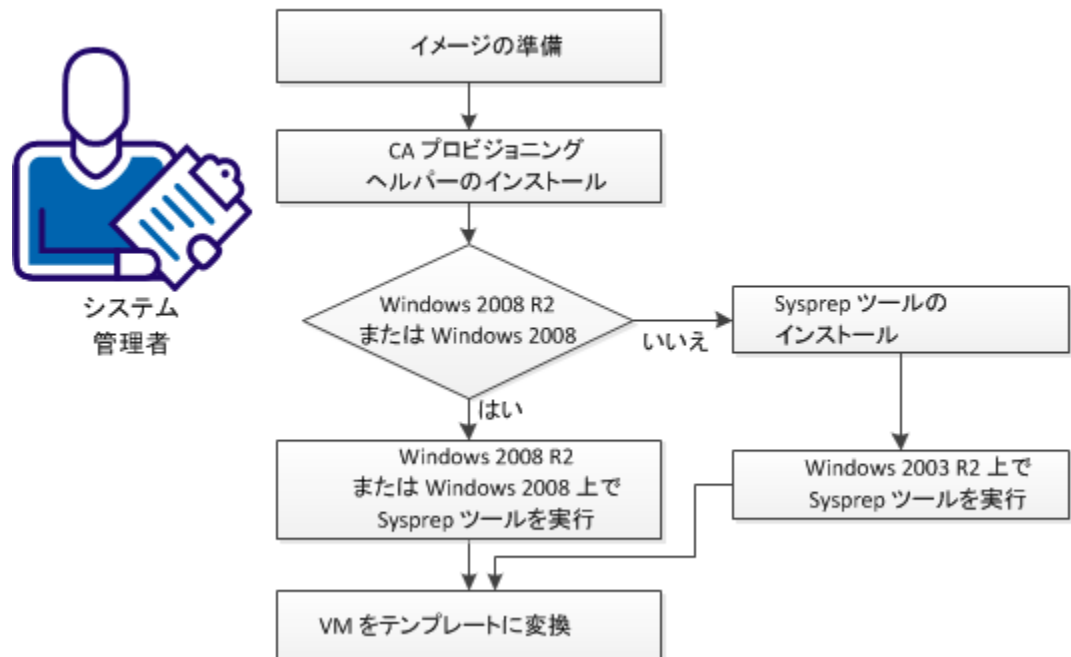 イメージの準備
CA プロビジョニング
ヘルパーのインストール
システム
管理者
Windows 2008 R2
または Windows 2008
いいえ
Sysprep ツールの
インストール
はい
Windows 2008 R2
または Windows 2008 上で
Sysprep ツールを実行
Windows 2003 R2 上で
Sysprep ツールを実行
VM をテンプレートに変換